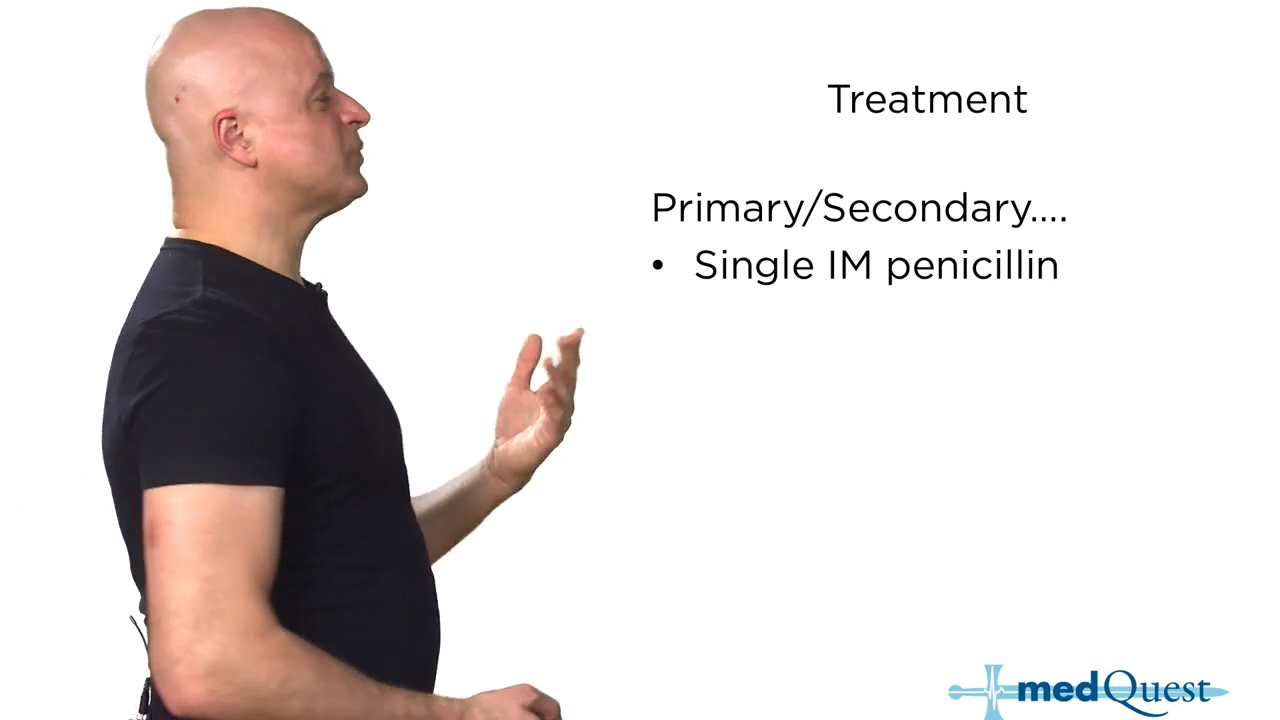 Treatment
Primary/Secondary....
• Single IM penicillin
medQuest